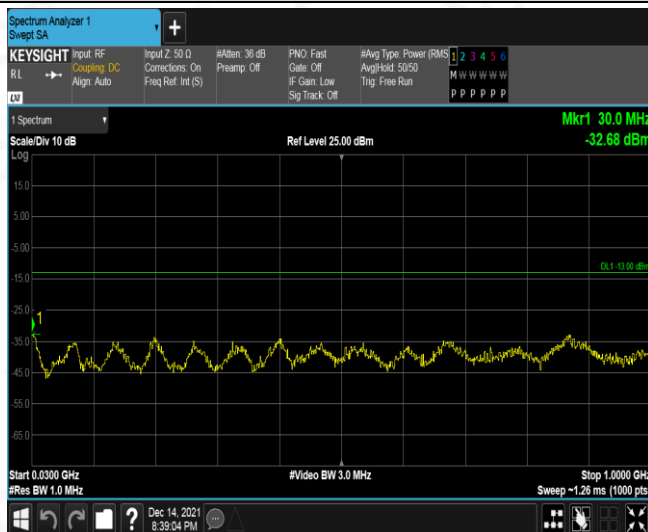 Spectrum Analyzer 1
Swept SA
KEYSIGHT Input: RF Input Z: 50 Ω #Atten: 36 dB PNO: Fast #Avg Type: Power (RMS 1 2 3 4 5 6
RL Coupling: DC Corrections: On Preamp: Off Gate: Off Avg|Hold: 50/50 M W W W W W
Align: Auto Freq Ref: Int (S) IF Gain: Low Trig: Free Run
Sig Track: Off P P P P P P
LXI
1 Spectrum Mkr1 30.0 MHz
Scale/Div 10 dB Ref Level 25.00 dBm -32.68 dBm
Log
15.0
5.00
-5.00
DL1 -13.00 dBm
-15.0
-25.0
1
-35.0
-45.0
-55.0
-65.0
Start 0.0300 GHz #Video BW 3.0 MHz Stop 1.0000 GHz
#Res BW 1.0 MHz Sweep ~1.26 ms (1000 pts
? Dec 14, 2021
8:39:04 PM